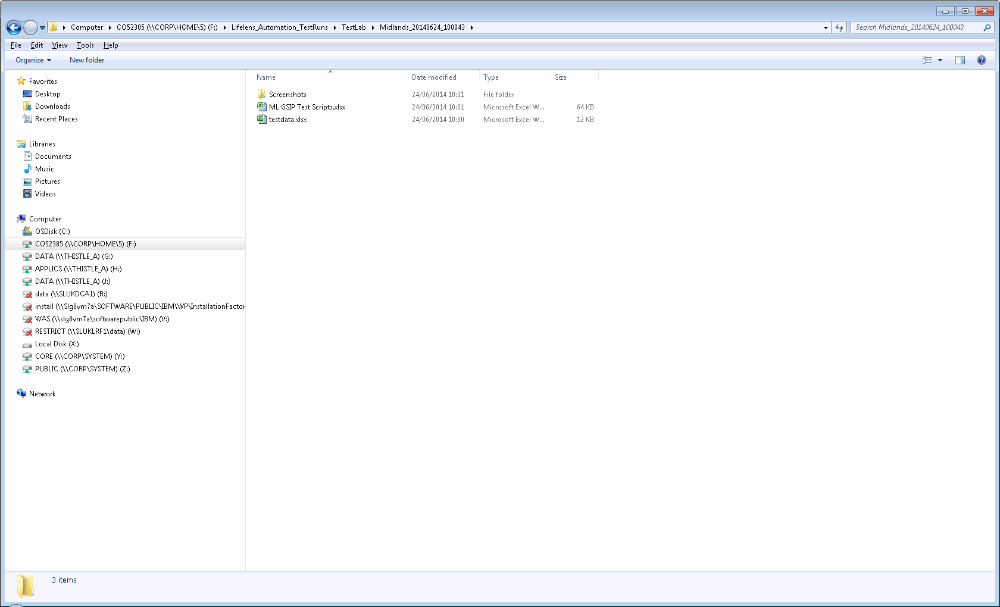 Computer CO52385 (\\CORP\HOME\5) (F:) Lifelens_Automation_TestRuns TestLab Midlands_20140624_100043
Search Midlands_20140624_100043
File Edit View Tools Help
Organize New folder
Name Date modified Type Size
Screenshots 24/06/2014 10:01 File folder
ML GSIP Test Scripts.xlsx 24/06/2014 10:01 Microsoft Excel W... 64 KB
testdata.xlsx 24/06/2014 10:00 Microsoft Excel W... 12 KB
Favorites
Desktop
Downloads
Recent Places
Libraries
Documents
Music
Pictures
Videos
Computer
OSDisk (C:)
CO52385 (\\CORP\HOME\5) (F:)
DATA (\\THISTLE_A) (G:)
APPLICS (\\THISTLE_A) (H:)
DATA (\\THISTLE_A) (J:)
data (\\SLUKDCA1) (R:)
install (\\Slg8vm7a\SOFTWARE\PUBLIC\IBM\WP\InstallationFactor
WAS (\\slg8vm7a\softwarepublic\IBM) (V:)
RESTRICT (\\SLUKLRF1\data) (W:)
Local Disk (X:)
CORE (\\CORP\SYSTEM) (Y:)
PUBLIC (\\CORP\SYSTEM) (Z:)
Network
3 items